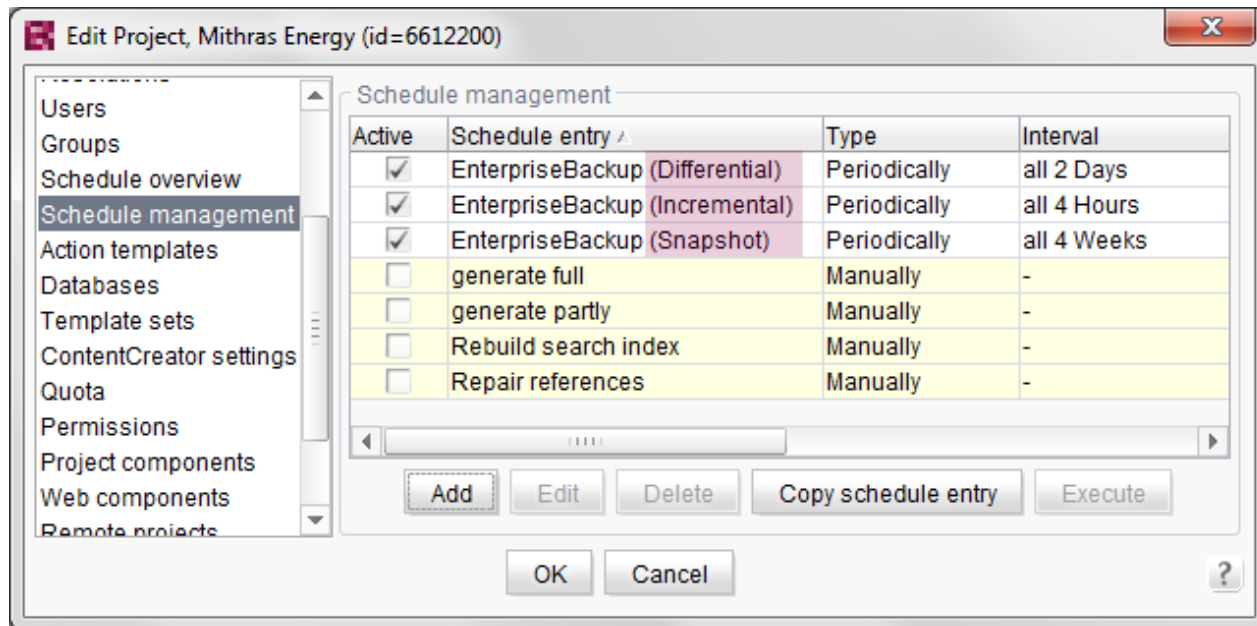 Edit Project, Mithras Energy (id=6612200)
Users
Groups
Schedule overview
Schedule management
Action templates
Databases
Template sets
ContentCreator settings
Quota
Permissions
Project components
Web components
Remote projects
Schedule management
Active Schedule entry Type Interval
EnterpriseBackup (Differential) Periodically all 2 Days
EnterpriseBackup (Incremental) Periodically all 4 Hours
EnterpriseBackup (Snapshot) Periodically all 4 Weeks
generate full Manually -
generate partly Manually -
Rebuild search index Manually -
Repair references Manually -
Add Edit Delete Copy schedule entry Execute
OK Cancel ?